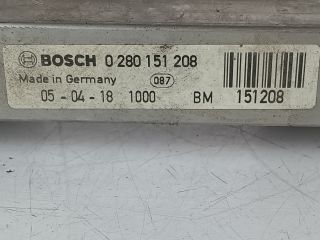 BOSCH 0 280 151 208
Made in Germany 087
05 - 04 - 18 1000 BM 151208